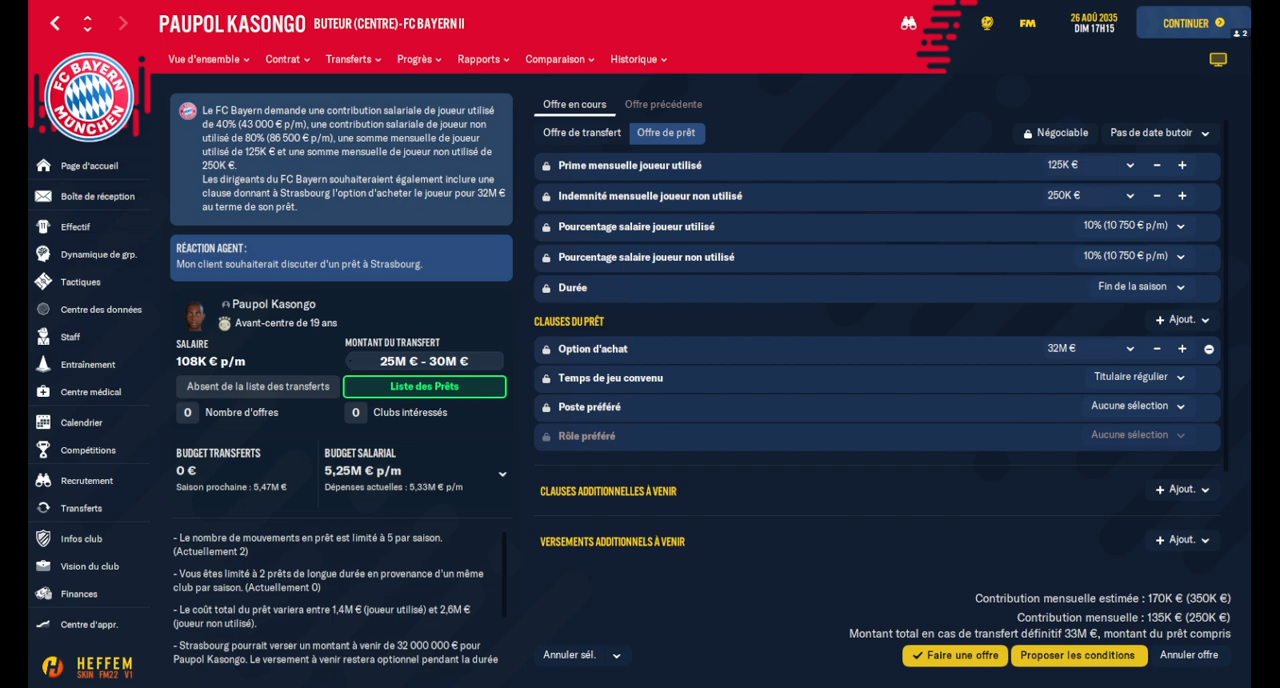 PAUPOL KASONGO BUTEUR (CENTRE) - FC BAYERN II
FM
26 AOÛ 2035
DIM 17H15
CONTINUER
2
Vue d'ensemble Contrat Transferts Progrès Rapports Comparaison Historique
FC BAYERN
MÜNCHEN
Page d'accueil
Boîte de réception
Effectif
Dynamique de grp.
Tactiques
Centre des données
Staff
Entraînement
Centre médical
Calendrier
Compétitions
Recrutement
Transferts
Infos club
Vision du club
Finances
Centre d'appr.
HEFFEM
SKIN FM22 V1
Le FC Bayern demande une contribution salariale de joueur utilisé
de 40% (43 000 € p/m), une contribution salariale de joueur non
utilisé de 80% (86 500 € p/m), une somme mensuelle de joueur
utilisé de 125K € et une somme mensuelle de joueur non utilisé de
250K €.
Les dirigeants du FC Bayern souhaiteraient également inclure une
clause donnant à Strasbourg l'option d'acheter le joueur pour 32M €
au terme de son prêt.
RÉACTION AGENT :
Mon client souhaiterait discuter d'un prêt à Strasbourg.
Paupol Kasongo
Avant-centre de 19 ans
SALAIRE
108K € p/m
MONTANT DU TRANSFERT
25M € - 30M €
Absent de la liste des transferts
Liste des Prêts
0 Nombre d'offres
0 Clubs intéressés
BUDGET TRANSFERTS
0 €
Saison prochaine : 5,47M €
BUDGET SALARIAL
5,25M € p/m
Dépenses actuelles : 5,33M € p/m
- Le nombre de mouvements en prêt est limité à 5 par saison.
(Actuellement 2)
- Vous êtes limité à 2 prêts de longue durée en provenance d'un même
club par saison. (Actuellement 0)
- Le coût total du prêt variera entre 1,4M € (joueur utilisé) et 2,6M €
(joueur non utilisé).
- Strasbourg pourrait verser un montant à venir de 32 000 000 € pour
Paupol Kasongo. Le versement à venir restera optionnel pendant la durée
Offre en cours Offre précédente
Offre de transfert Offre de prêt
Négociable
Pas de date butoir
Prime mensuelle joueur utilisé 125K €
Indemnité mensuelle joueur non utilisé 250K €
Pourcentage salaire joueur utilisé 10% (10 750 € p/m)
Pourcentage salaire joueur non utilisé 10% (10 750 € p/m)
Durée Fin de la saison
CLAUSES DU PRÊT + Ajout.
Option d'achat 32M €
Temps de jeu convenu Titulaire régulier
Poste préféré Aucune sélection
Rôle préféré Aucune sélection
CLAUSES ADDITIONNELLES À VENIR + Ajout.
VERSEMENTS ADDITIONNELS À VENIR + Ajout.
Contribution mensuelle estimée : 170K € (350K €)
Contribution mensuelle : 135K € (250K €)
Montant total en cas de transfert définitif 33M €, montant du prêt compris
Annuler sél.
Faire une offre
Proposer les conditions
Annuler offre